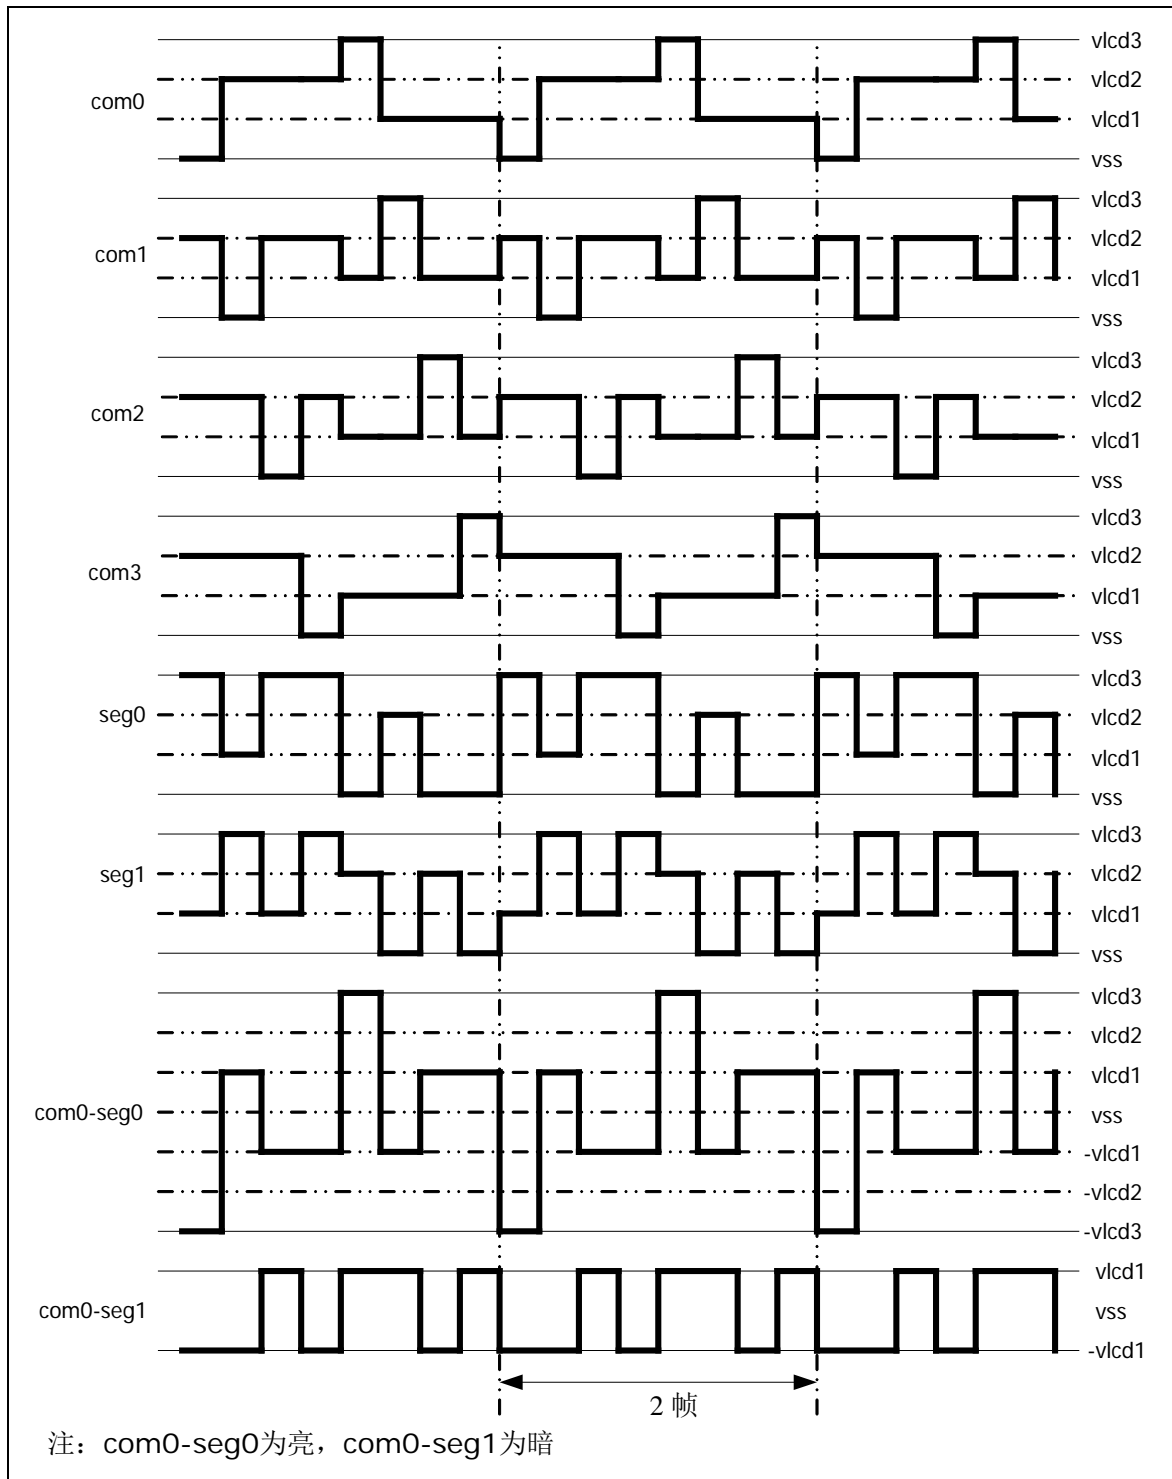 vlcd3
vlcd2
com0
vlcd1
vss
vlcd3
vlcd2
com1
vlcd1
vss
vlcd3
vlcd2
com2
vlcd1
vss
vlcd3
vlcd2
com3
vlcd1
vss
vlcd3
seg0
vlcd2
vlcd1
vss
vlcd3
seg1
vlcd2
vlcd1
vss
vlcd3
vlcd2
vlcd1
com0-seg0
vss
-vlcd1
-vlcd2
-vlcd3
vlcd1
com0-seg1
vss
-vlcd1
2 帧
注：com0-seg0为亮，com0-seg1为暗